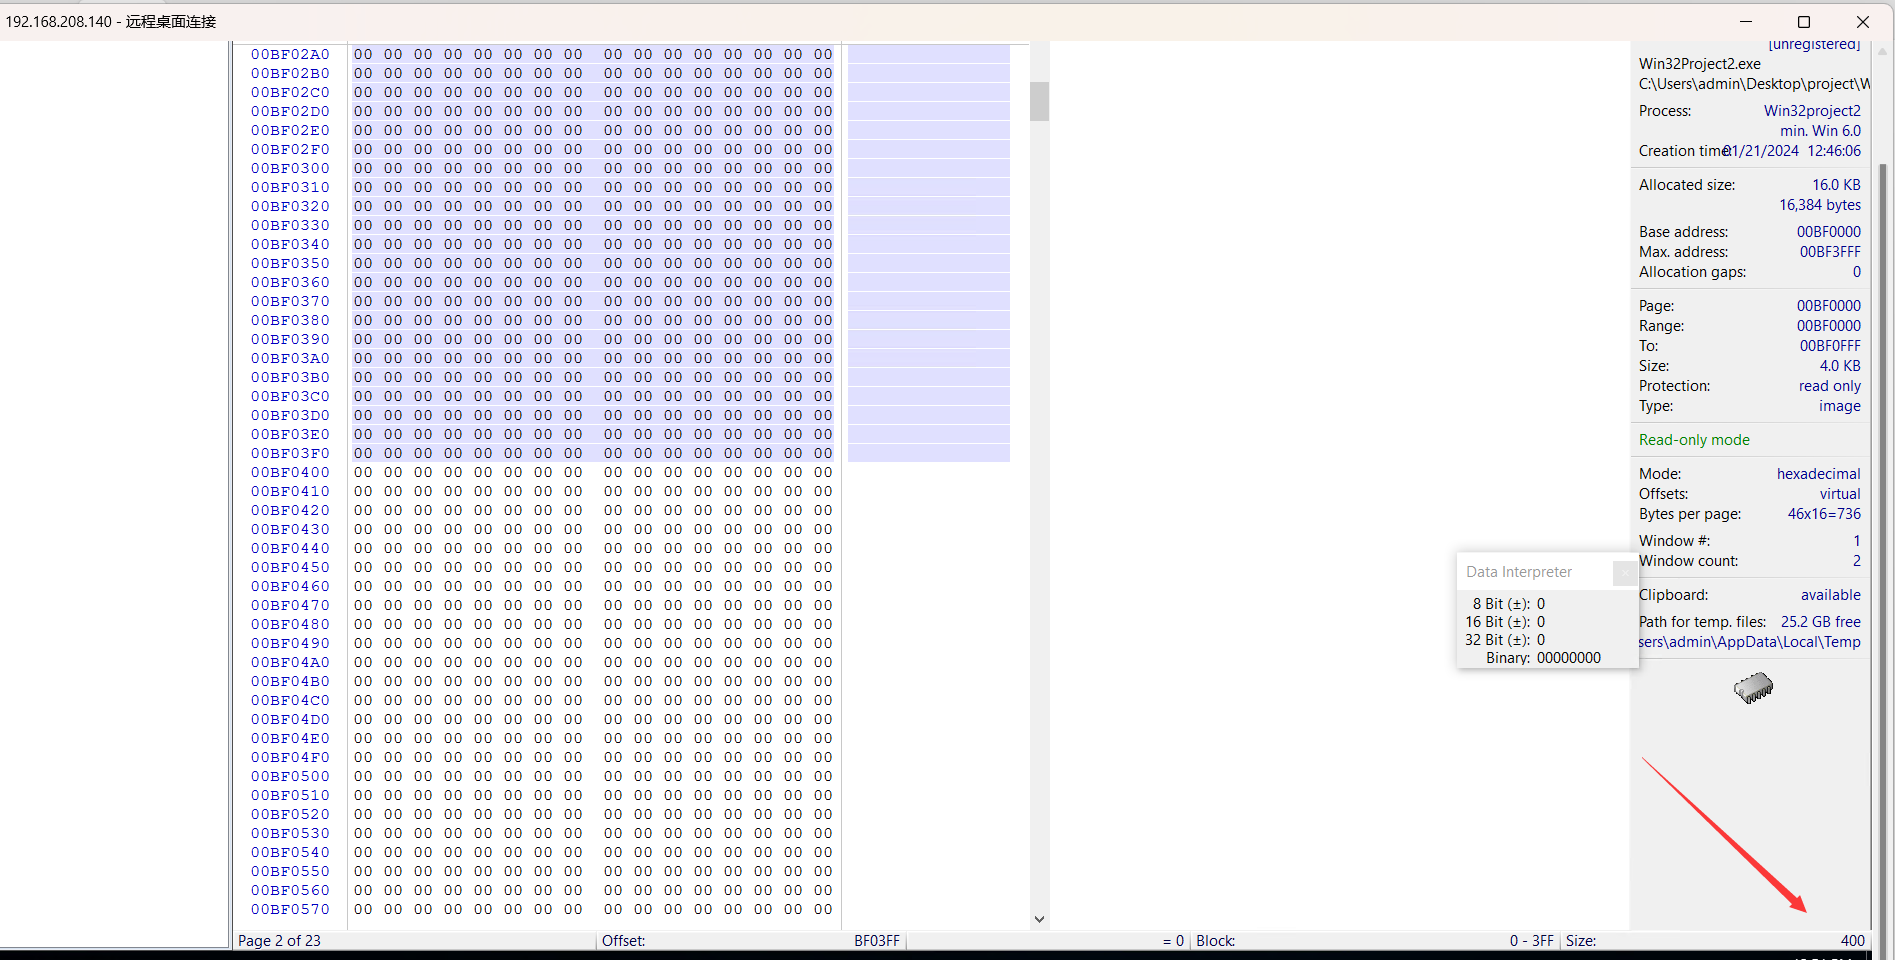 192.168.208.140 - 远程桌面连接
00BF02A0 00 00 00 00 00 00 00 00 00 00 00 00 00 00 00 00
00BF02B0 00 00 00 00 00 00 00 00 00 00 00 00 00 00 00 00
00BF02C0 00 00 00 00 00 00 00 00 00 00 00 00 00 00 00 00
00BF02D0 00 00 00 00 00 00 00 00 00 00 00 00 00 00 00 00
00BF02E0 00 00 00 00 00 00 00 00 00 00 00 00 00 00 00 00
00BF02F0 00 00 00 00 00 00 00 00 00 00 00 00 00 00 00 00
00BF0300 00 00 00 00 00 00 00 00 00 00 00 00 00 00 00 00
00BF0310 00 00 00 00 00 00 00 00 00 00 00 00 00 00 00 00
00BF0320 00 00 00 00 00 00 00 00 00 00 00 00 00 00 00 00
00BF0330 00 00 00 00 00 00 00 00 00 00 00 00 00 00 00 00
00BF0340 00 00 00 00 00 00 00 00 00 00 00 00 00 00 00 00
00BF0350 00 00 00 00 00 00 00 00 00 00 00 00 00 00 00 00
00BF0360 00 00 00 00 00 00 00 00 00 00 00 00 00 00 00 00
00BF0370 00 00 00 00 00 00 00 00 00 00 00 00 00 00 00 00
00BF0380 00 00 00 00 00 00 00 00 00 00 00 00 00 00 00 00
00BF0390 00 00 00 00 00 00 00 00 00 00 00 00 00 00 00 00
00BF03A0 00 00 00 00 00 00 00 00 00 00 00 00 00 00 00 00
00BF03B0 00 00 00 00 00 00 00 00 00 00 00 00 00 00 00 00
00BF03C0 00 00 00 00 00 00 00 00 00 00 00 00 00 00 00 00
00BF03D0 00 00 00 00 00 00 00 00 00 00 00 00 00 00 00 00
00BF03E0 00 00 00 00 00 00 00 00 00 00 00 00 00 00 00 00
00BF03F0 00 00 00 00 00 00 00 00 00 00 00 00 00 00 00 00
00BF0400 00 00 00 00 00 00 00 00 00 00 00 00 00 00 00 00
00BF0410 00 00 00 00 00 00 00 00 00 00 00 00 00 00 00 00
00BF0420 00 00 00 00 00 00 00 00 00 00 00 00 00 00 00 00
00BF0430 00 00 00 00 00 00 00 00 00 00 00 00 00 00 00 00
00BF0440 00 00 00 00 00 00 00 00 00 00 00 00 00 00 00 00
00BF0450 00 00 00 00 00 00 00 00 00 00 00 00 00 00 00 00
00BF0460 00 00 00 00 00 00 00 00 00 00 00 00 00 00 00 00
00BF0470 00 00 00 00 00 00 00 00 00 00 00 00 00 00 00 00
00BF0480 00 00 00 00 00 00 00 00 00 00 00 00 00 00 00 00
00BF0490 00 00 00 00 00 00 00 00 00 00 00 00 00 00 00 00
00BF04A0 00 00 00 00 00 00 00 00 00 00 00 00 00 00 00 00
00BF04B0 00 00 00 00 00 00 00 00 00 00 00 00 00 00 00 00
00BF04C0 00 00 00 00 00 00 00 00 00 00 00 00 00 00 00 00
00BF04D0 00 00 00 00 00 00 00 00 00 00 00 00 00 00 00 00
00BF04E0 00 00 00 00 00 00 00 00 00 00 00 00 00 00 00 00
00BF04F0 00 00 00 00 00 00 00 00 00 00 00 00 00 00 00 00
00BF0500 00 00 00 00 00 00 00 00 00 00 00 00 00 00 00 00
00BF0510 00 00 00 00 00 00 00 00 00 00 00 00 00 00 00 00
00BF0520 00 00 00 00 00 00 00 00 00 00 00 00 00 00 00 00
00BF0530 00 00 00 00 00 00 00 00 00 00 00 00 00 00 00 00
00BF0540 00 00 00 00 00 00 00 00 00 00 00 00 00 00 00 00
00BF0550 00 00 00 00 00 00 00 00 00 00 00 00 00 00 00 00
00BF0560 00 00 00 00 00 00 00 00 00 00 00 00 00 00 00 00
00BF0570 00 00 00 00 00 00 00 00 00 00 00 00 00 00 00 00
[unregistered]
Win32Project2.exe
C:\Users\admin\Desktop\project\W
Process: Win32project2
min. Win 6.0
Creation time: 01/21/2024 12:46:06
Allocated size: 16.0 KB
16,384 bytes
Base address: 00BF0000
Max. address: 00BF3FFF
Allocation gaps: 0
Page: 00BF0000
Range: 00BF0000
To: 00BF0FFF
Size: 4.0 KB
Protection: read only
Type: image
Read-only mode
Mode: hexadecimal
Offsets: virtual
Bytes per page: 46x16=736
Window #: 1
Window count: 2
Clipboard: available
Path for temp. files: 25.2 GB free
sers\admin\AppData\Local\Temp
Data Interpreter
8 Bit (±): 0
16 Bit (±): 0
32 Bit (±): 0
Binary: 00000000
Page 2 of 23 Offset: BF03FF = 0 Block: 0 - 3FF Size: 400